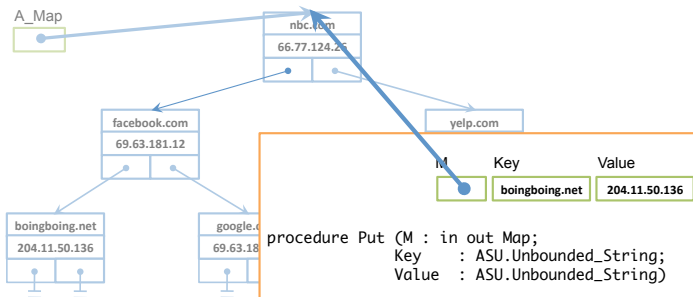 A_Map
nbc.com
66.77.124.26
facebook.com
69.63.181.12
yelp.com
M Key Value
boingboing.net 204.11.50.136
boingboing.net
204.11.50.136
69.63.18
procedure Put (M : in out Map;
Key : ASU.Unbounded_String;
Value : ASU.Unbounded_String)